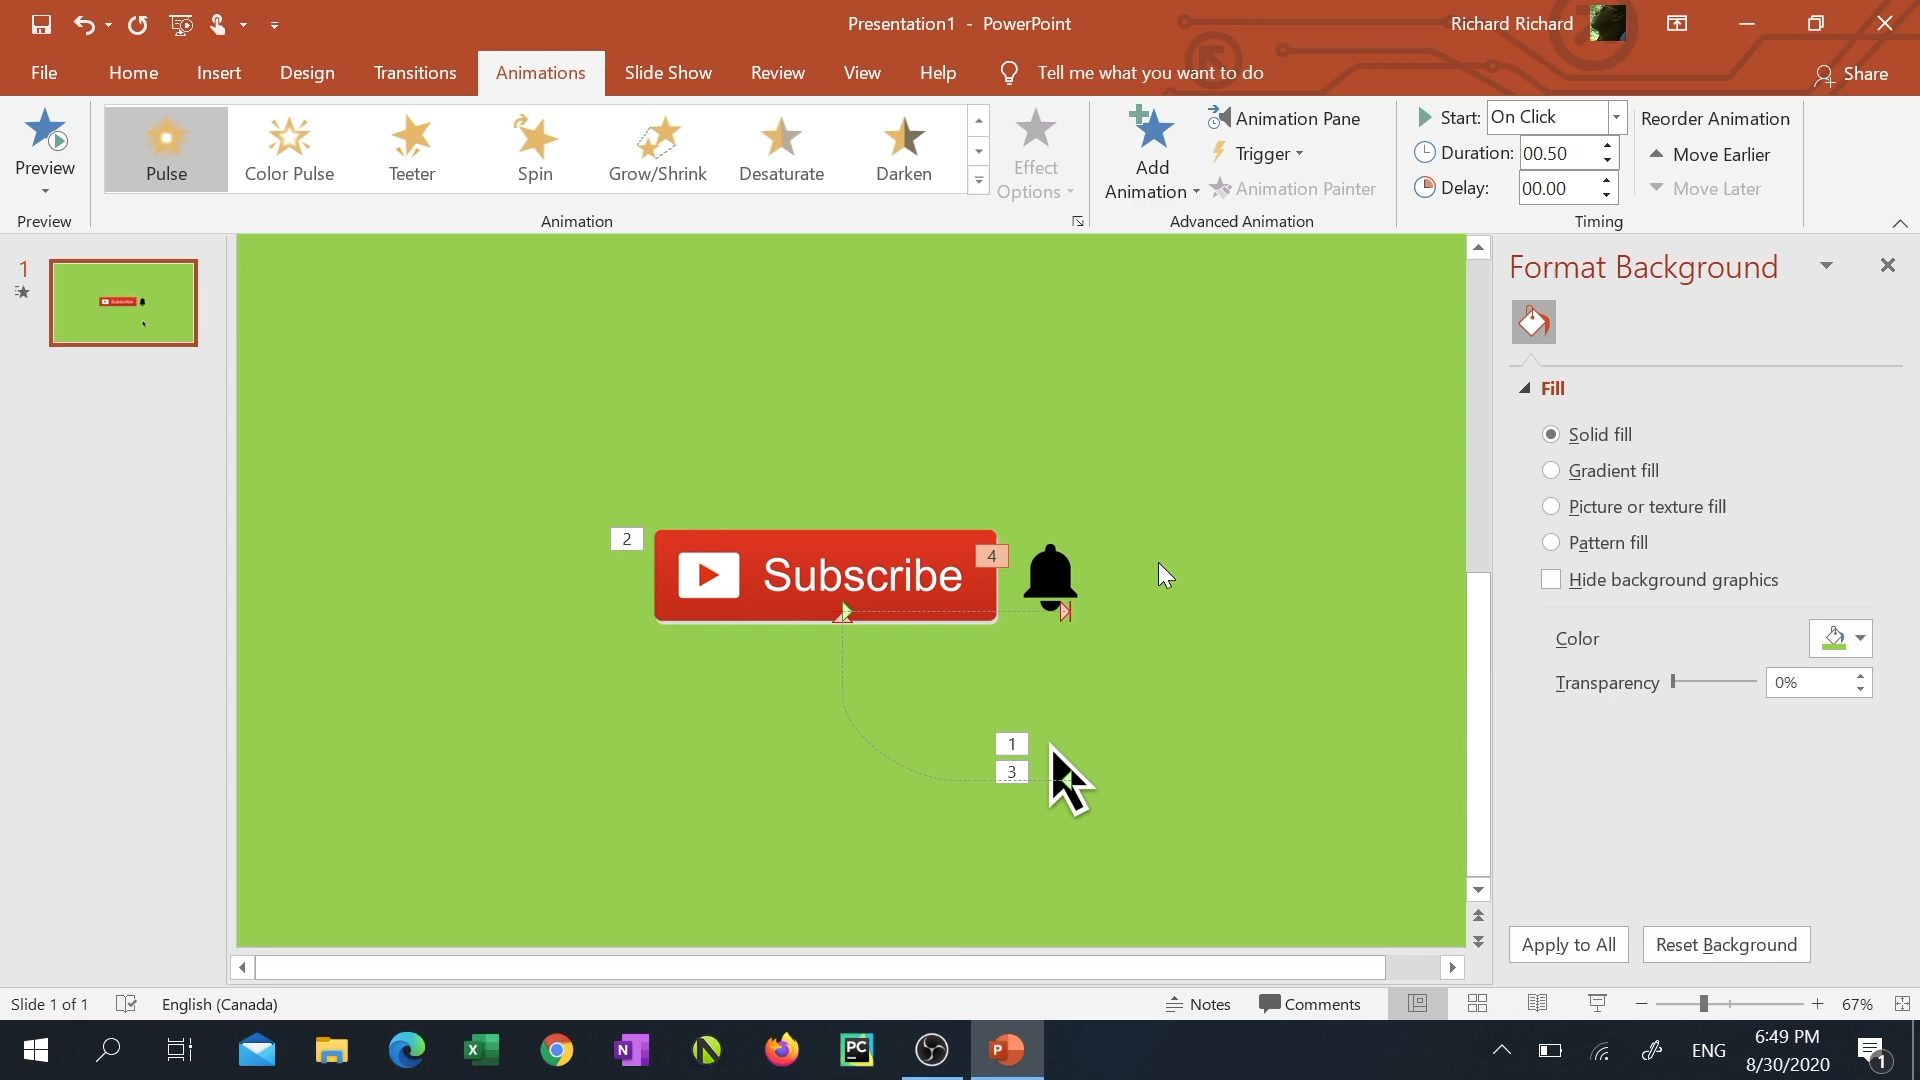 Presentation1 - PowerPoint
Richard Richard
File Home Insert Design Transitions Animations Slide Show Review View Help Tell me what you want to do Share
Preview
Pulse Color Pulse Teeter Spin Grow/Shrink Desaturate Darken
Effect Options
Add Animation
Animation Pane
Trigger
Animation Painter
Start: On Click
Duration: 00.50
Delay: 00.00
Reorder Animation
Move Earlier
Move Later
Preview Animation Advanced Animation Timing
1
Subscribe
2
4
Subscribe
1
3
Format Background
Fill
Solid fill
Gradient fill
Picture or texture fill
Pattern fill
Hide background graphics
Color
Transparency 0%
Apply to All Reset Background
Slide 1 of 1 English (Canada) Notes Comments 67%
X N N PC P
ENG
6:49 PM
8/30/2020
1